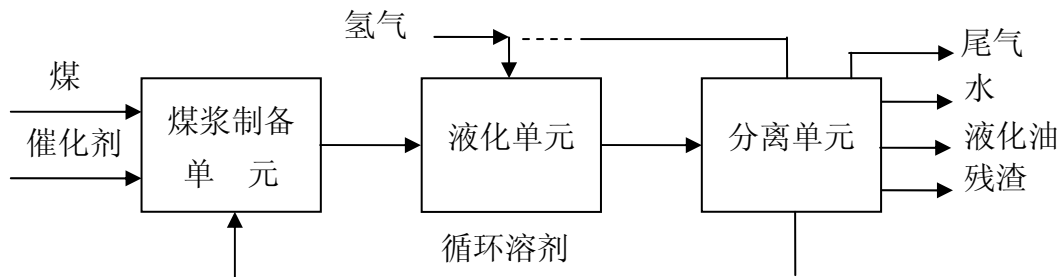 氢气
尾气
煤
水
催化剂
煤浆制备
单 元
液化单元
分离单元
液化油
残渣
循环溶剂